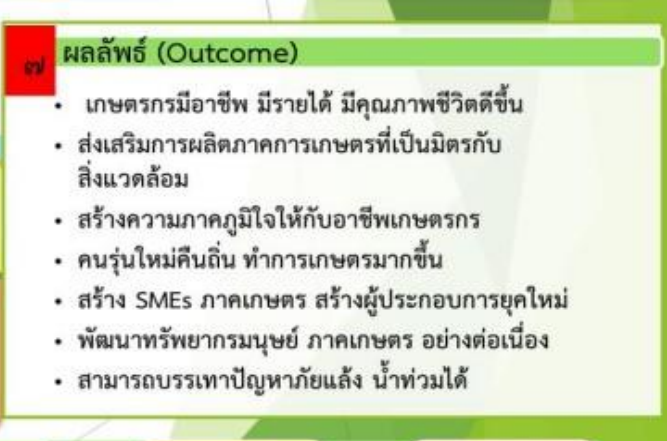 ๗ ผลลัพธ์ (Outcome)
• เกษตรกรมีอาชีพ มีรายได้ มีคุณภาพชีวิตดีขึ้น
• ส่งเสริมการผลิตภาคการเกษตรที่เป็นมิตรกับ
สิ่งแวดล้อม
• สร้างความภาคภูมิใจให้กับอาชีพเกษตรกร
• คนรุ่นใหม่คืนถิ่น ทำการเกษตรมากขึ้น
• สร้าง SMEs ภาคเกษตร สร้างผู้ประกอบการยุคใหม่
• พัฒนาทรัพยากรมนุษย์ ภาคเกษตร อย่างต่อเนื่อง
• สามารถบรรเทาปัญหาภัยแล้ง น้ำท่วมได้